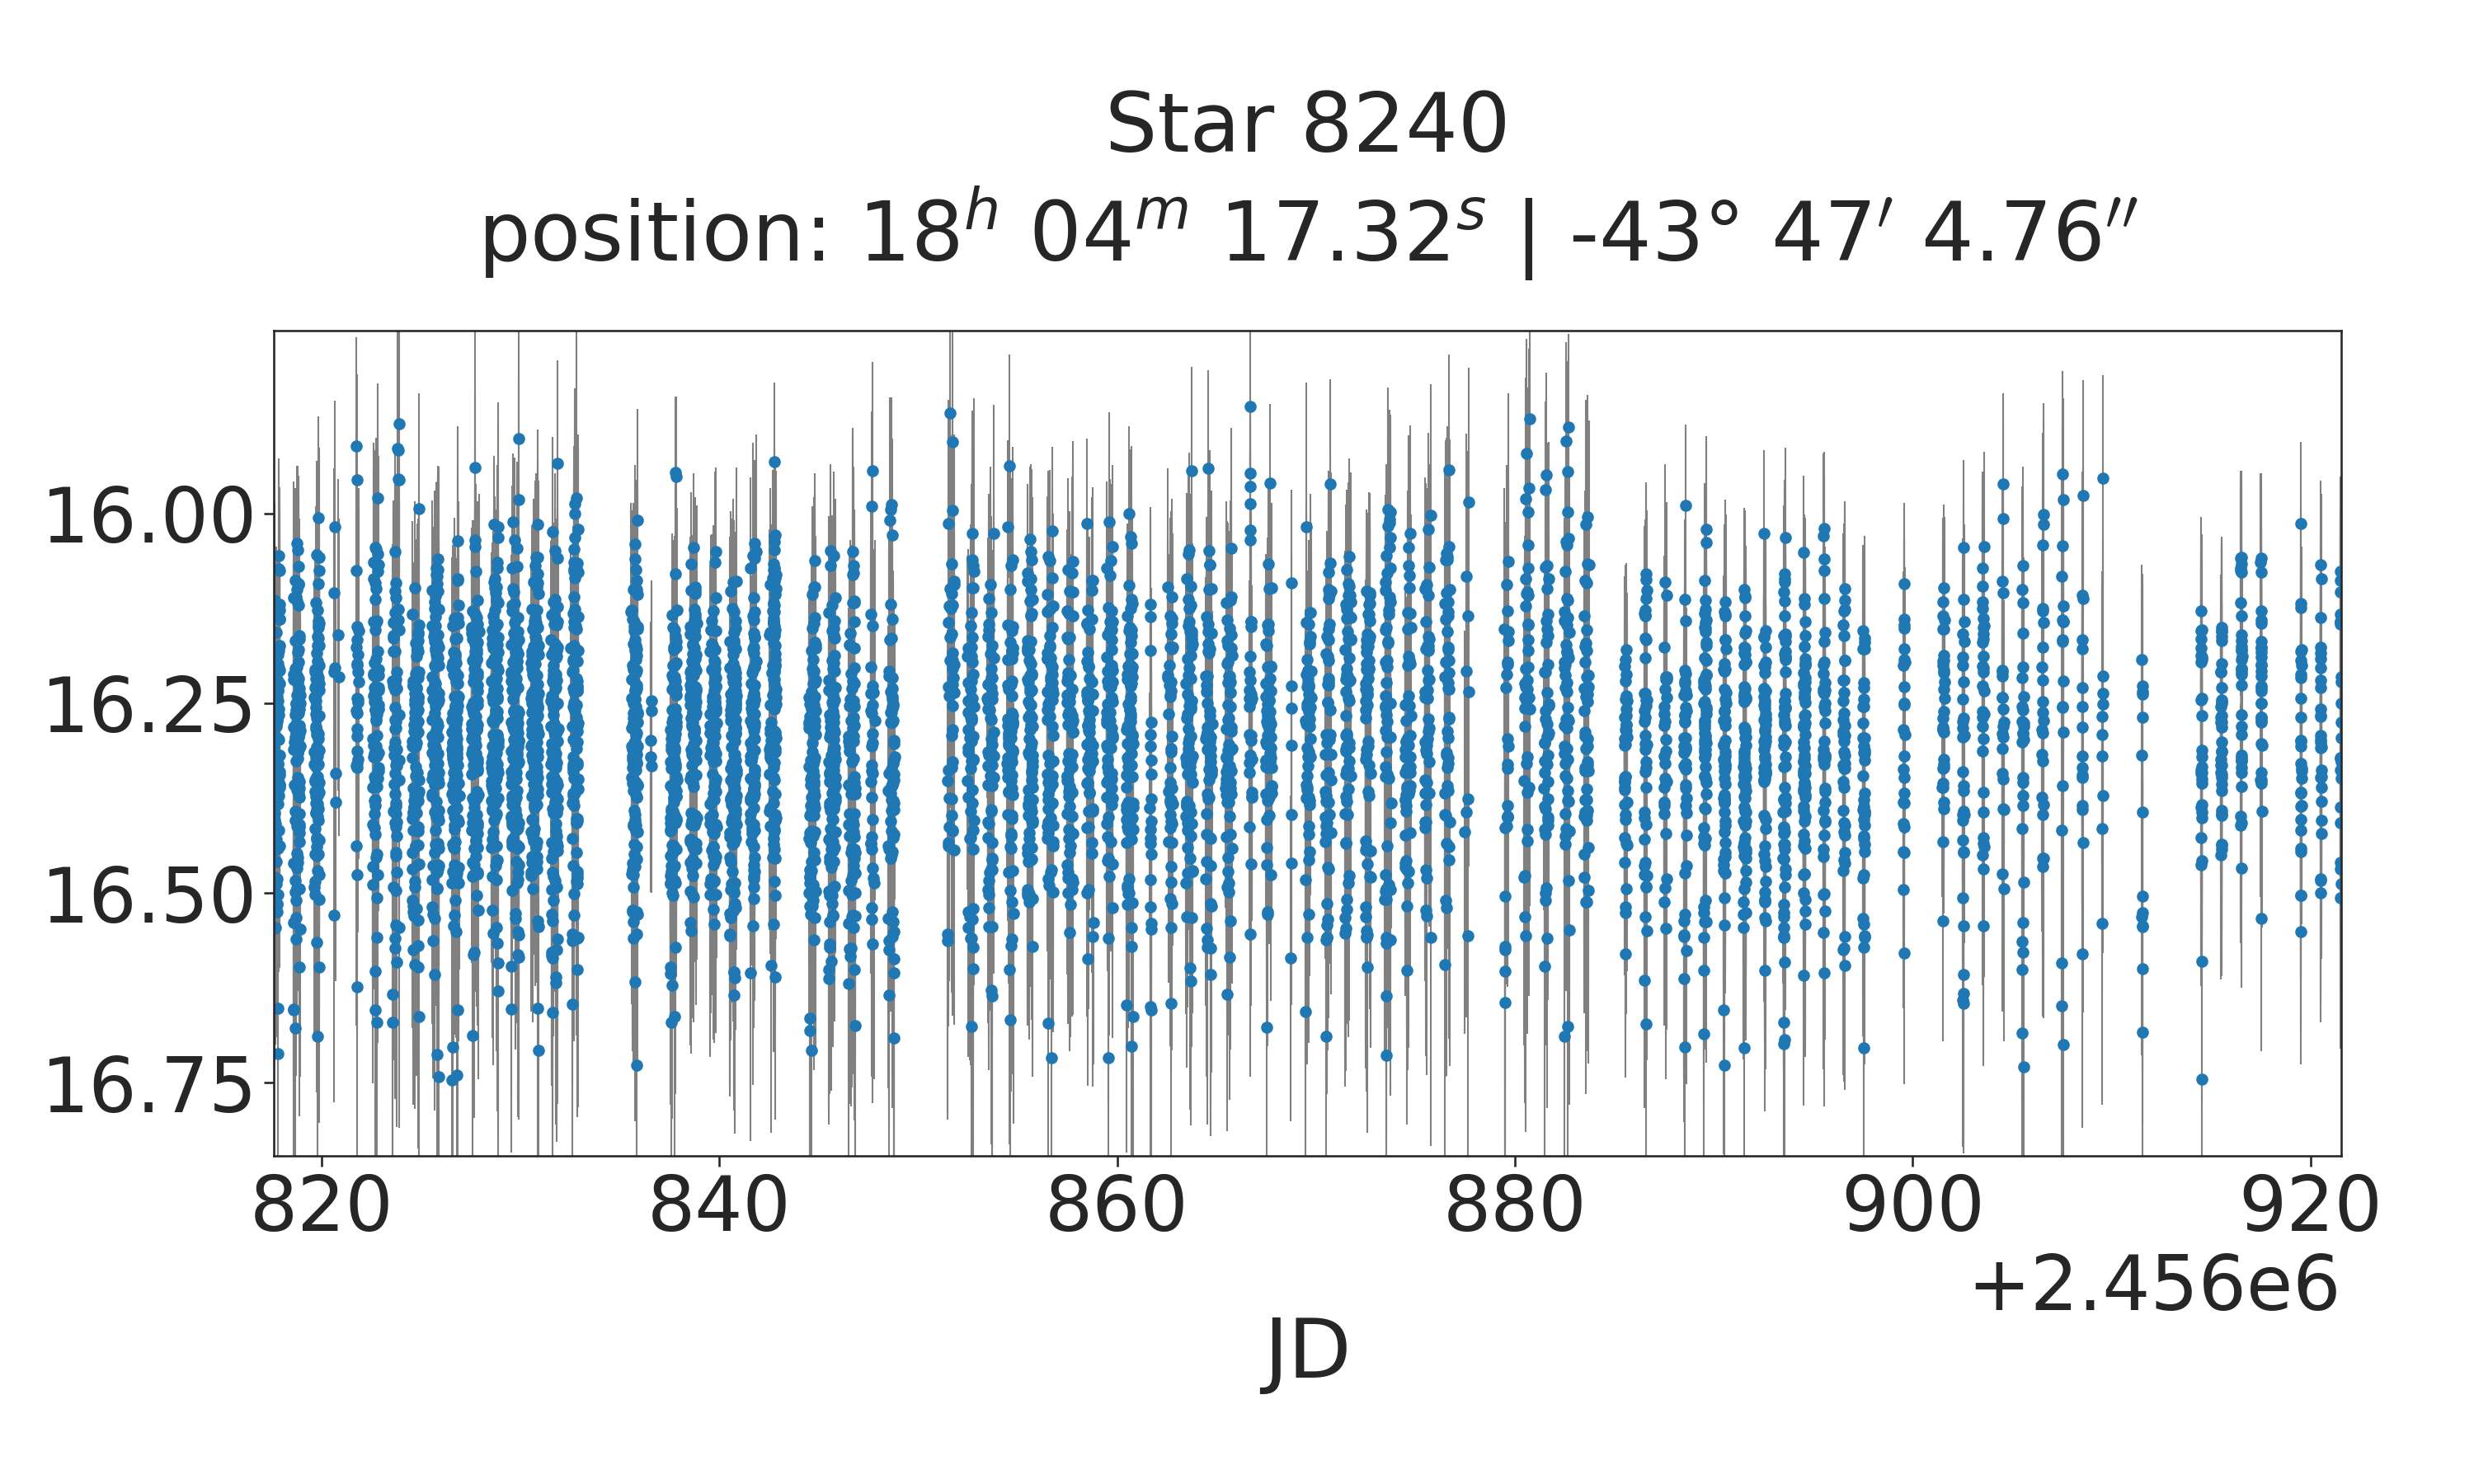 Star 8240
position: 18ʰ 04ᵐ 17.32ˢ | -43° 47′ 4.76″
16.00
16.25
16.50
16.75
820 840 860 880 900 920
+2.456e6
JD